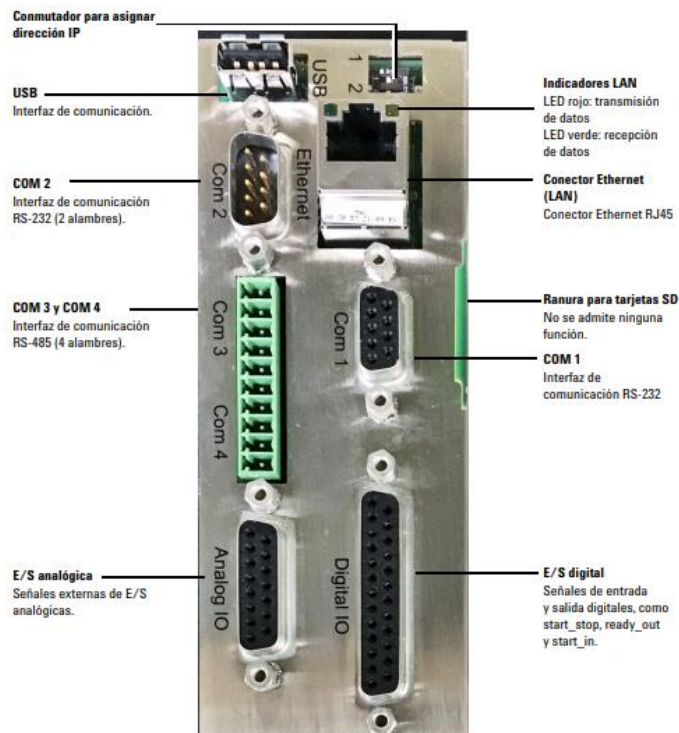 Conmutador para asignar
dirección IP
USB
Interfaz de comunicación.
COM 2
Interfaz de comunicación
RS-232 (2 alambres).
COM 3 y COM 4
Interfaz de comunicación
RS-485 (4 alambres).
E/S analógica
Señales externas de E/S
analógicas.
USB
1
2
Ethernet
Com 2
Com 3
Com 4
Com 1
Analog IO
Digital IO
Indicadores LAN
LED rojo: transmisión
de datos
LED verde: recepción
de datos
Conector Ethernet
(LAN)
Conector Ethernet RJ45
Ranura para tarjetas SD
No se admite ninguna
función.
COM 1
Interfaz de
comunicación RS-232
E/S digital
Señales de entrada
y salida digitales, como
start_stop, ready_out
y start_in.